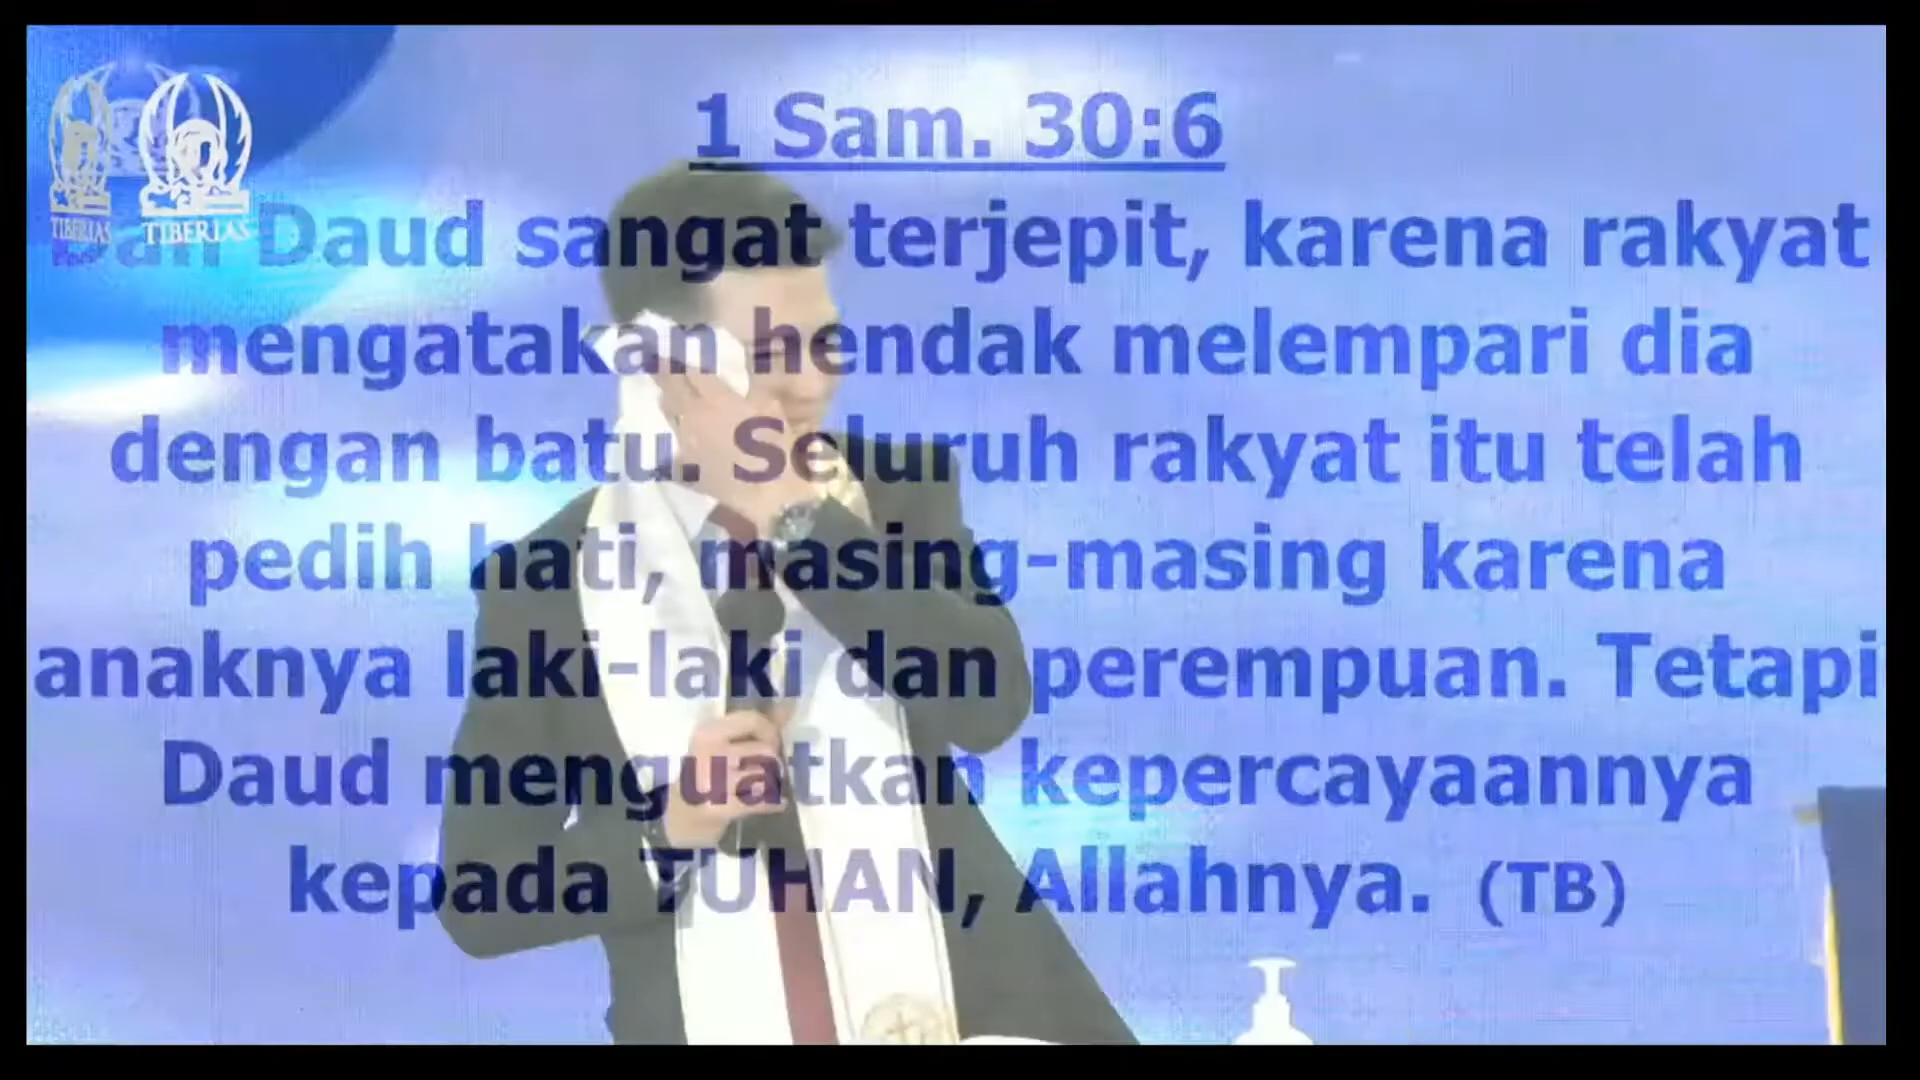 1 Sam. 30:6
TIBERIAS TIBERIAS
Dan Daud sangat terjepit, karena rakyat
mengatakan hendak melempari dia
dengan batu. Seluruh rakyat itu telah
pedih hati, masing-masing karena
anaknya laki-laki dan perempuan. Tetapi
Daud menguatkan kepercayaannya
kepada TUHAN, Allahnya. (TB)